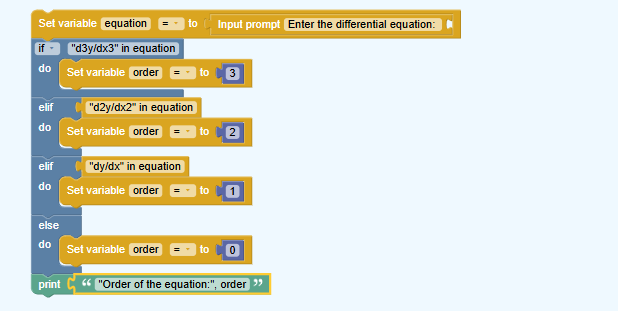 Set variable equation = to Input prompt Enter the differential equation:
if "d3y/dx3" in equation
do Set variable order = to 3
elif "d2y/dx2" in equation
do Set variable order = to 2
elif "dy/dx" in equation
do Set variable order = to 1
else
do Set variable order = to 0
print “ "Order of the equation:", order ”